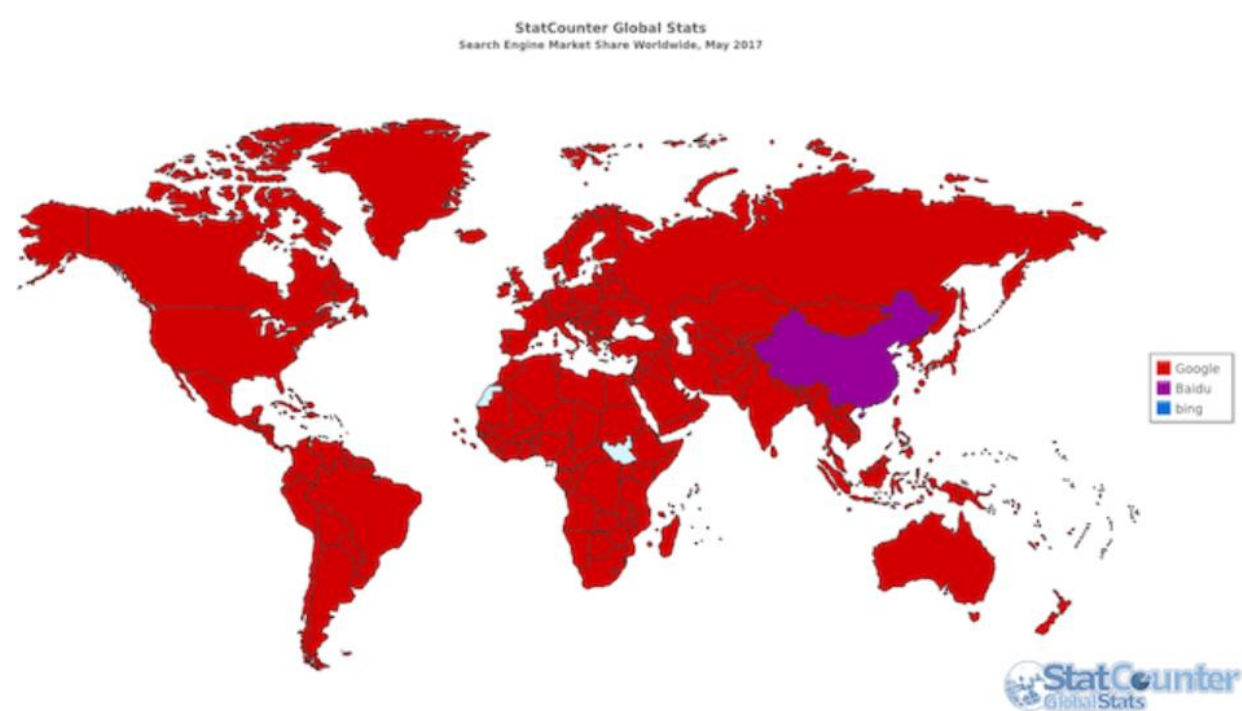 StatCounter Global Stats
Search Engine Market Share Worldwide, May 2017
Google
Baidu
bing
StatCounter
GlobalStats